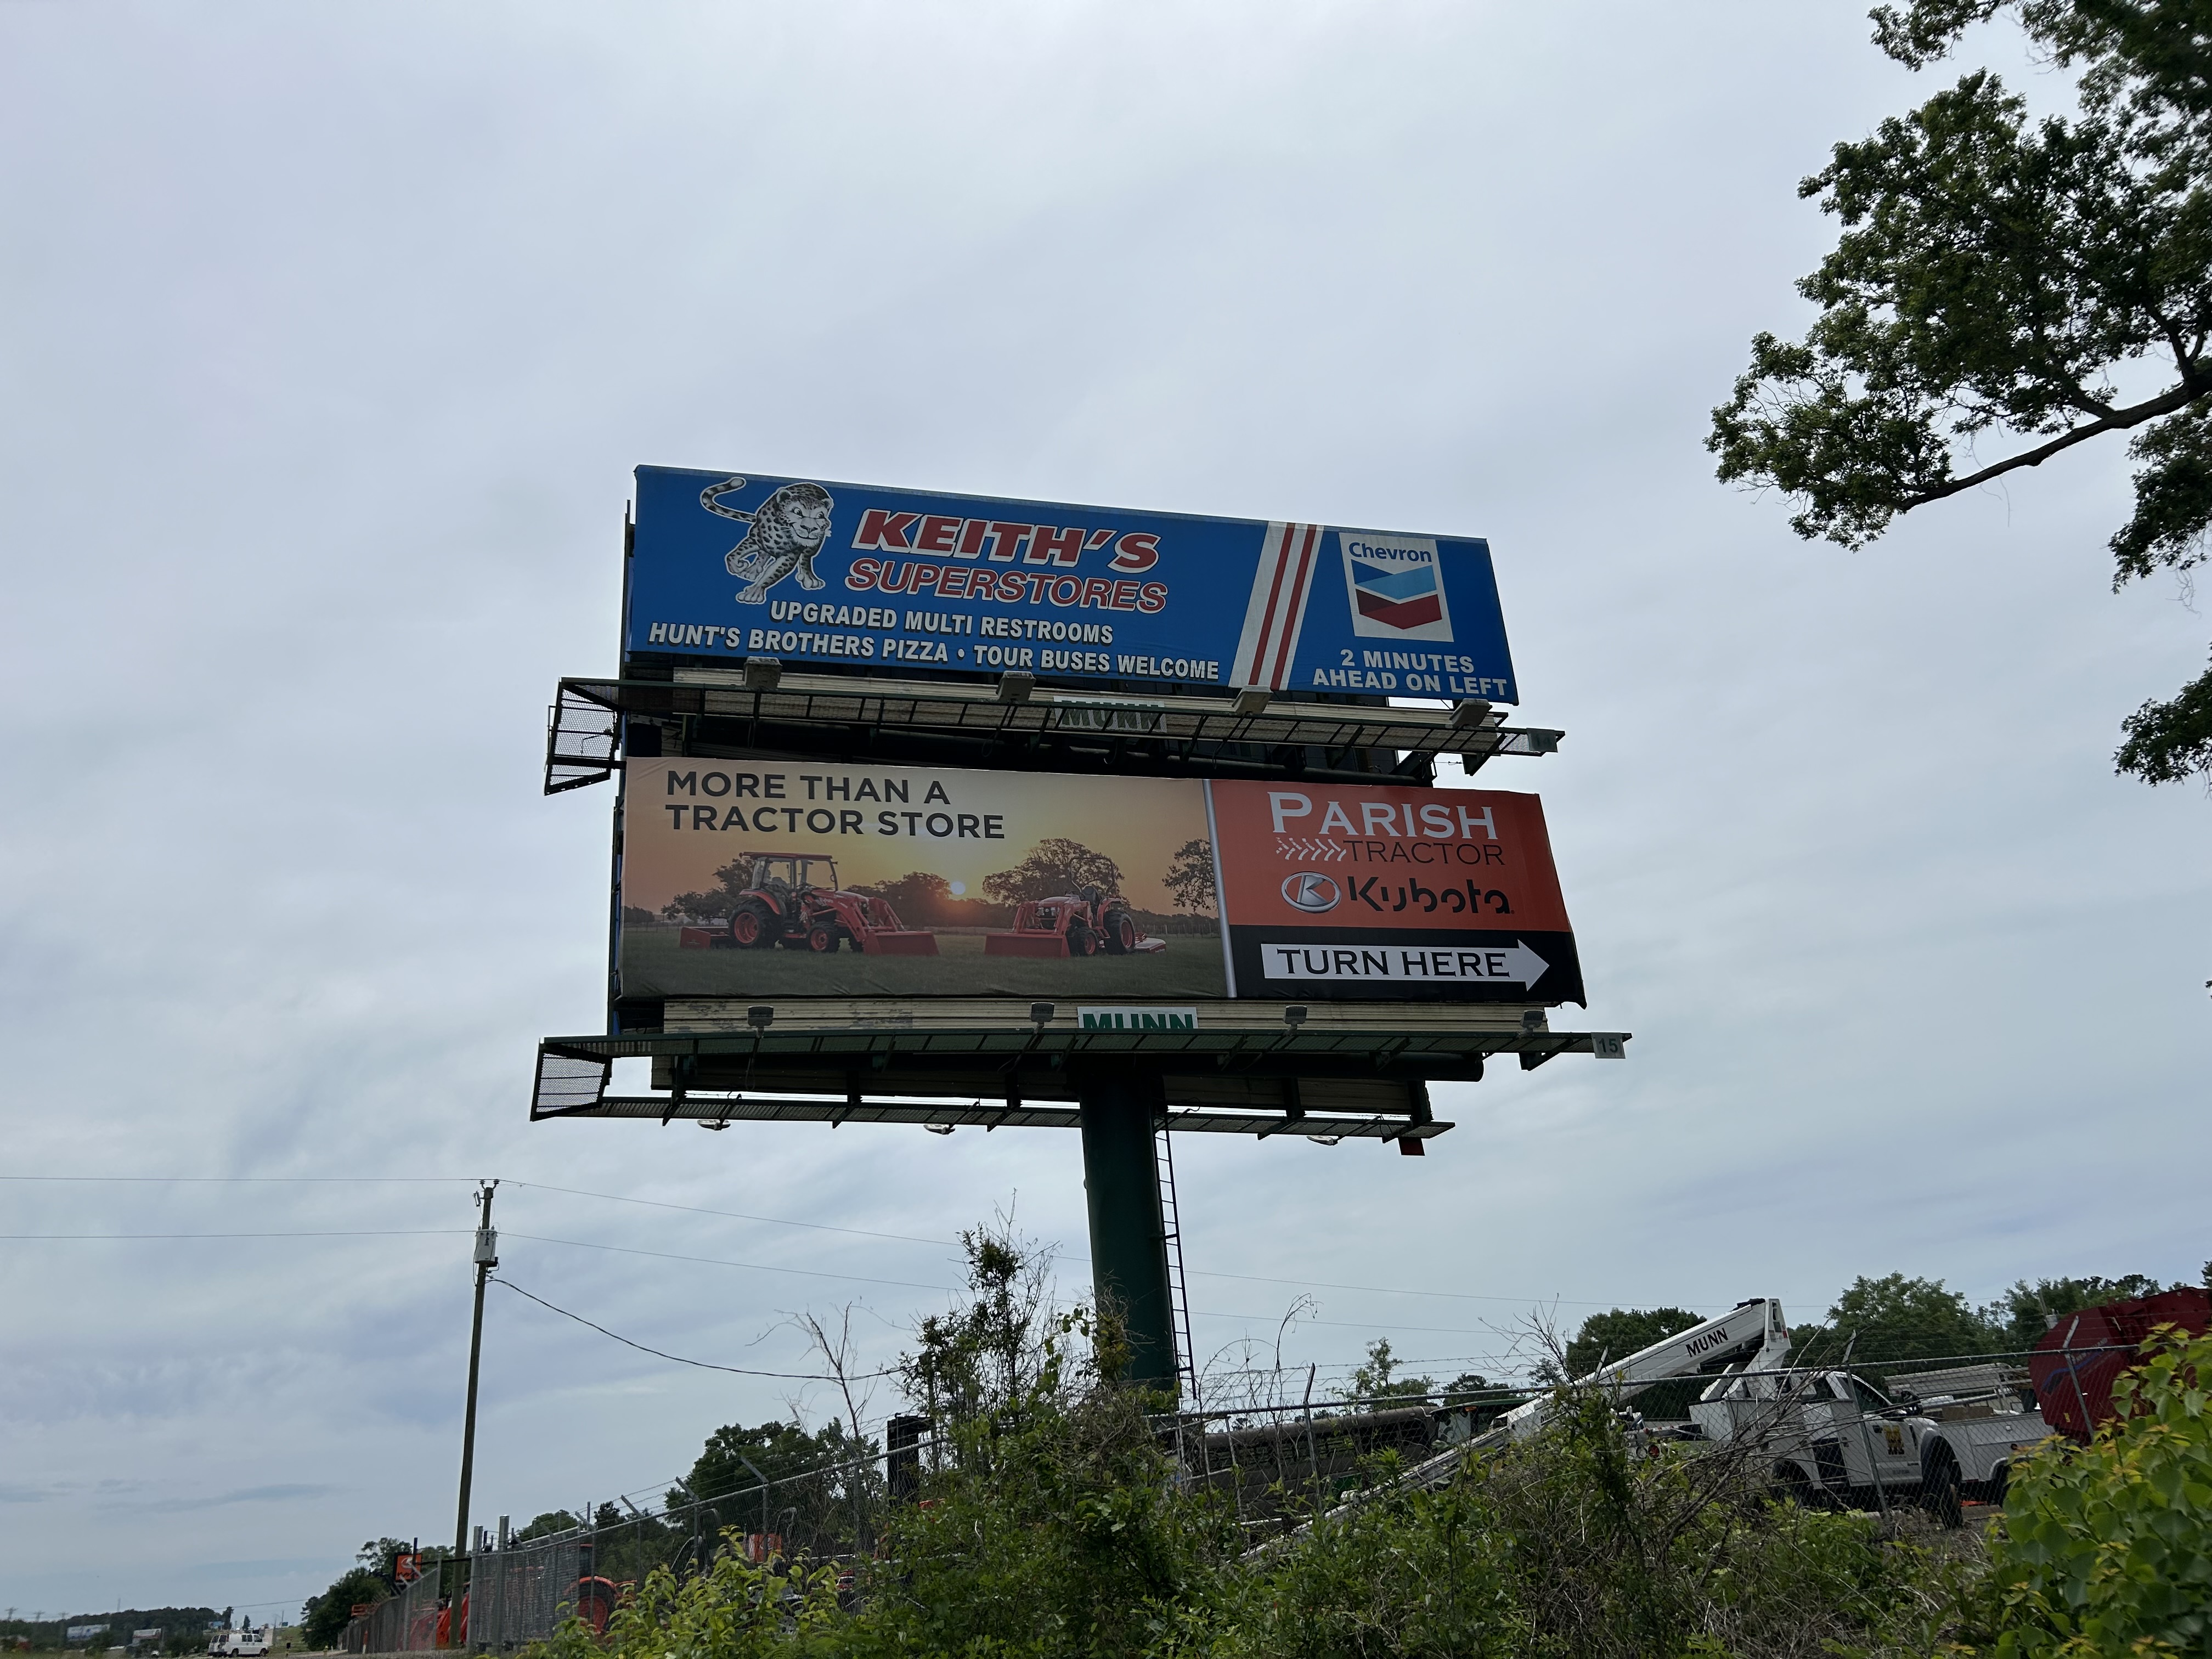 KEITH'S
SUPERSTORES
UPGRADED MULTI RESTROOMS
HUNT'S BROTHERS PIZZA • TOUR BUSES WELCOME
Chevron
2 MINUTES
AHEAD ON LEFT
MUNN
MORE THAN A
TRACTOR STORE
PARISH
TRACTOR
Kubota
TURN HERE
MUNN
15
MUNN